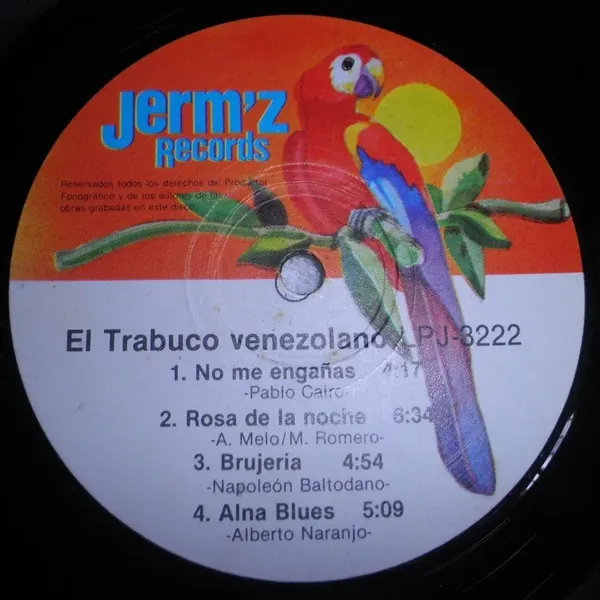 Jerm'z
Records
Reservados todos los derechos del Productor
Fonográfico y de los autores de las
obras grabadas en este disco.
El Trabuco venezolano/LPJ-3222
1. No me engañas 4:17
-Pablo Cairo-
2. Rosa de la noche 6:34
-A. Melo/M. Romero-
3. Brujería 4:54
-Napoleón Baltodano-
4. Alna Blues 5:09
-Alberto Naranjo-